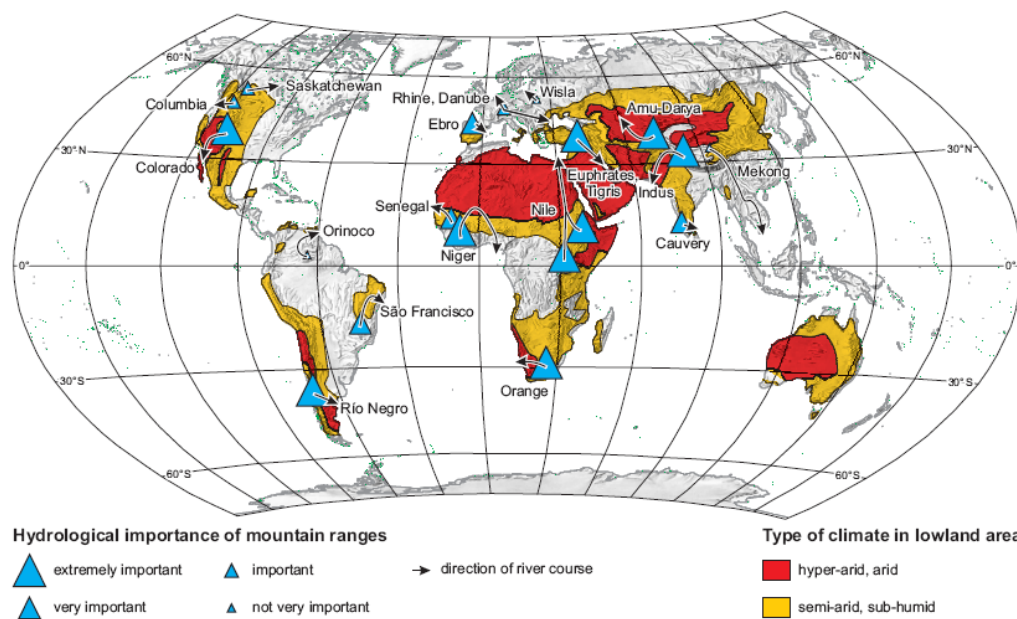 60°N
60°N
Saskatchewan
Columbia
Rhine, Danube
Wisla
Amu-Darya
Ebro
30°N
30°N
Colorado
Euphrates,
Tigris
Indus
Mekong
Senegal
Nile
Orinoco
Niger
Cauvery
0°
0°
São Francisco
30°S
30°S
Orange
Río Negro
60°S
60°S
Hydrological importance of mountain ranges
extremely important
important
direction of river course
very important
not very important
Type of climate in lowland area
hyper-arid, arid
semi-arid, sub-humid